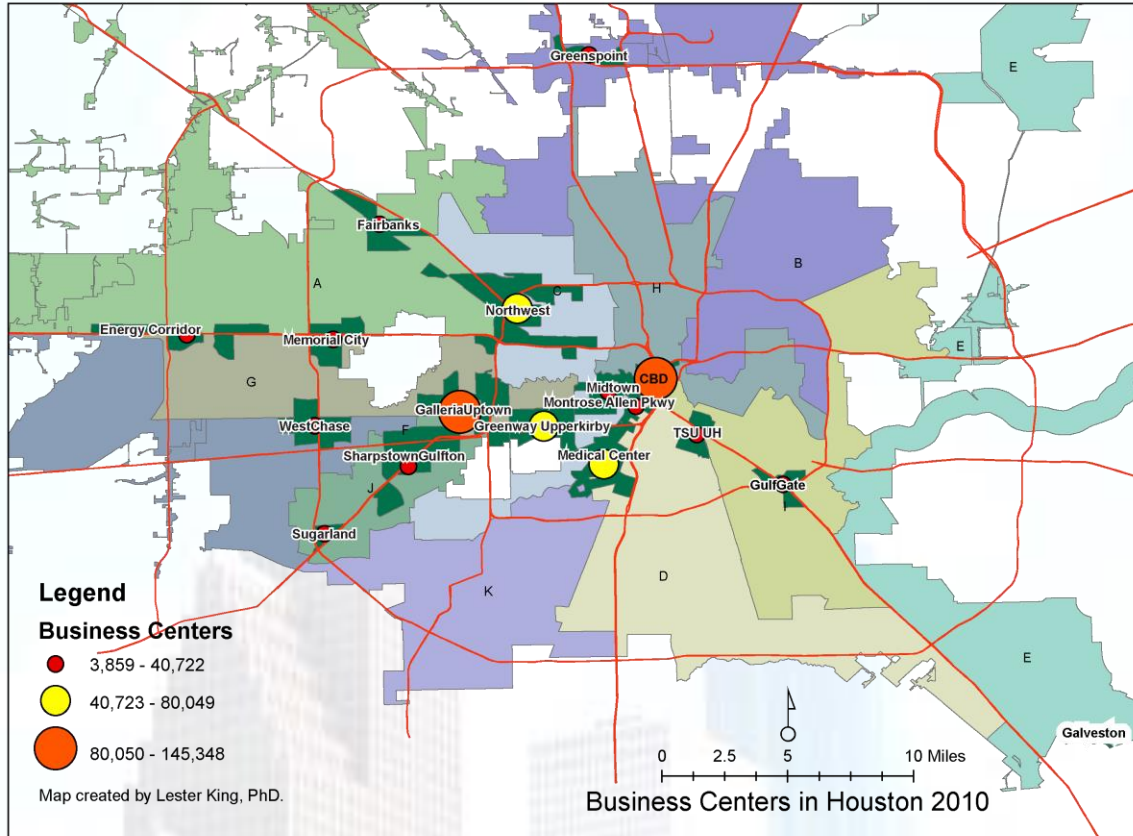 Greenspoint
E
Fairbanks
B
A
C
H
Northwest
Energy Corridor
Memorial City
E
G
CBD
Midtown
GalleriaUptown
Montrose Allen Pkwy
WestChase
Greenway Upperkirby
F
TSU UH
SharpstownGulfton
Medical Center
J
GulfGate
I
Sugarland
D
K
E
Galveston
Legend
Business Centers
3,859 - 40,722
40,723 - 80,049
80,050 - 145,348
Map created by Lester King, PhD.
0 2.5 5 10 Miles
Business Centers in Houston 2010